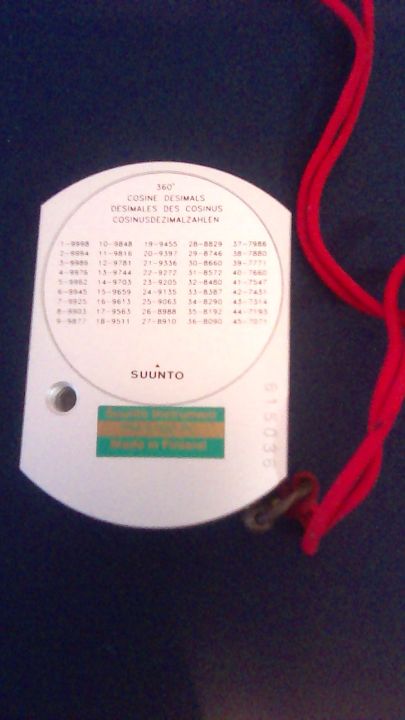 360°
COSINE DESIMALS
DESIMALES DES COSINUS
COSINUSDEZIMALZAHLEN
1-9998 10-9848 19-9455 28-8829 37-7986
2-9994 11-9816 20-9397 29-8746 38-7880
3-9986 12-9781 21-9336 30-8660 39-7771
4-9976 13-9744 22-9272 31-8572 40-7660
5-9962 14-9703 23-9205 32-8480 41-7547
6-9945 15-9659 24-9135 33-8387 42-7431
7-9925 16-9613 25-9063 34-8290 43-7314
8-9903 17-9563 26-8988 35-8192 44-7193
9-9877 18-9511 27-8910 36-8090 45-7071
SUUNTO
Suunto Instrument
Made in Finland
615036